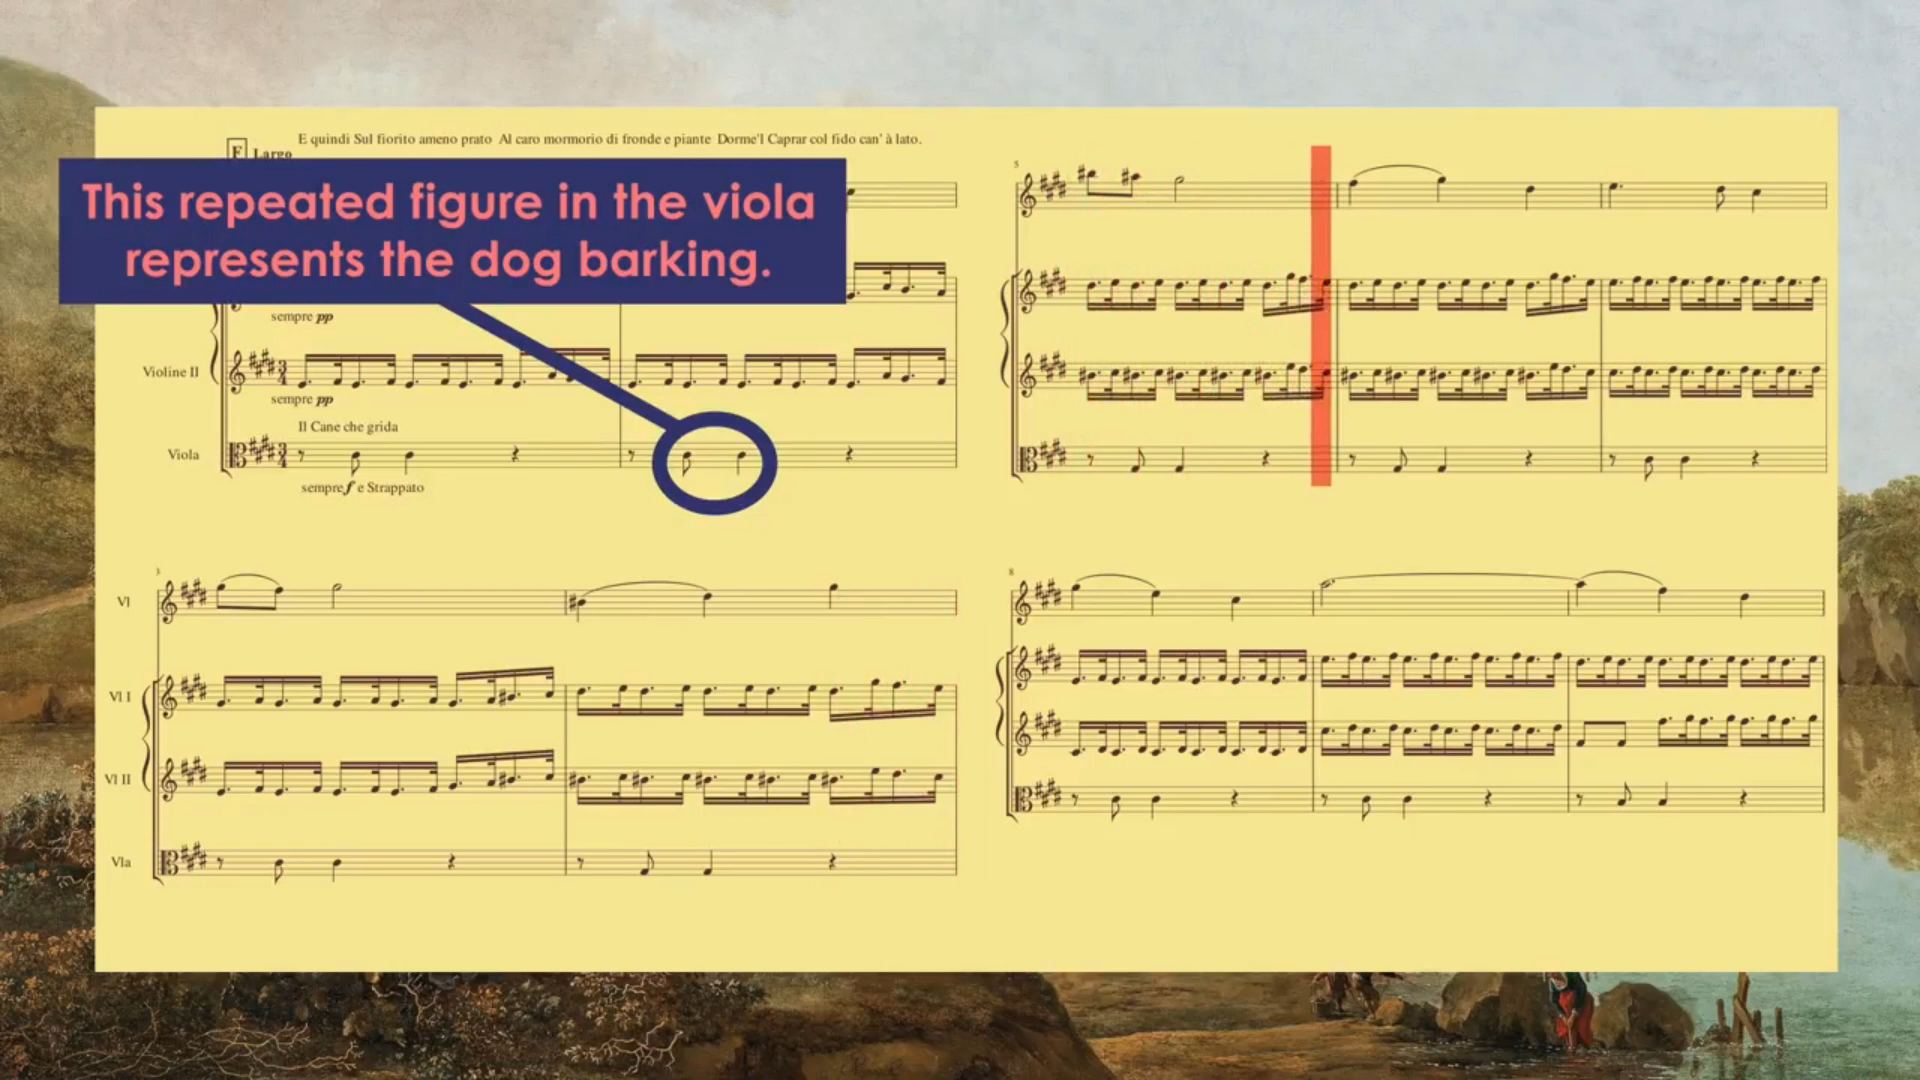 E quindi Sul fiorito ameno prato Al caro mormorio di fronde e piante Dorme'l Caprar col fido can' à lato.
F Largo
This repeated figure in the viola
represents the dog barking.
sempre pp
Violine II
sempre pp
Il Cane che grida
Viola
sempre f e Strappato
5
3
Vl
Vl I
Vl II
Vla
8